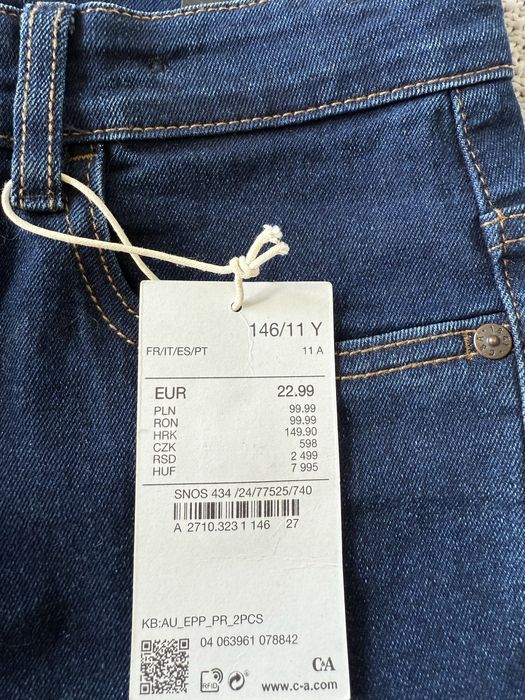 146/11 Y
FR/IT/ES/PT 11 A
EUR 22.99
PLN 99.99
RON 99.99
HRK 149.90
CZK 598
RSD 2 499
HUF 7 995
SNOS 434 /24/77525/740
A 2710.323 1 146 27
KB:AU_EPP_PR_2PCS
04 063961 078842
RFID
C&A
www.c-a.com